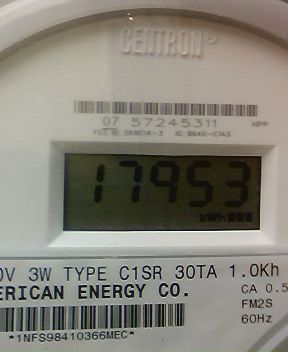 CENTRON®
07 57245311
17953
kWh
0V 3W TYPE C1SR 30TA 1.0Kh
ERICAN ENERGY CO.
CA 0.5
FM2S
60Hz
*1NFS98410366MEC*